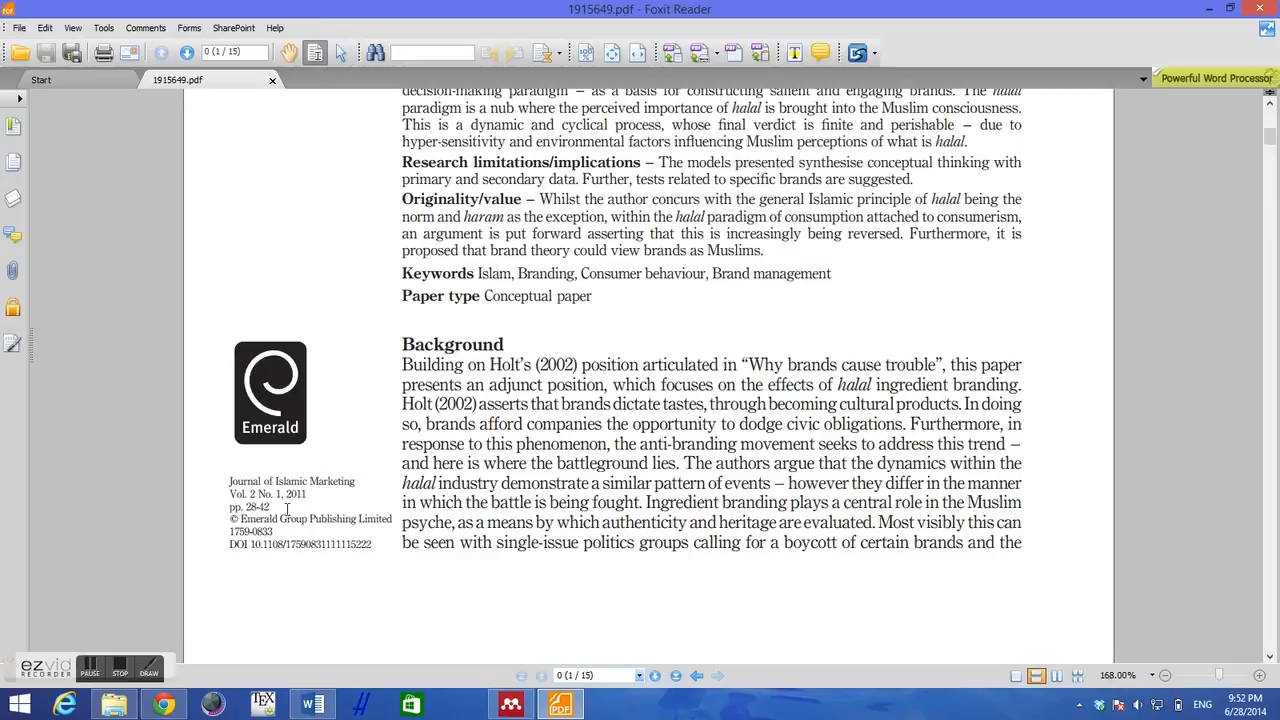 1915649.pdf - Foxit Reader
File Edit View Tools Comments Forms SharePoint Help
0 (1 / 15)
Start
1915649.pdf
Powerful Word Processor
decision-making paradigm – as a basis for constructing salient and engaging brands. The halal
paradigm is a nub where the perceived importance of halal is brought into the Muslim consciousness.
This is a dynamic and cyclical process, whose final verdict is finite and perishable – due to
hyper-sensitivity and environmental factors influencing Muslim perceptions of what is halal.
Research limitations/implications – The models presented synthesise conceptual thinking with
primary and secondary data. Further, tests related to specific brands are suggested.
Originality/value – Whilst the author concurs with the general Islamic principle of halal being the
norm and haram as the exception, within the halal paradigm of consumption attached to consumerism,
an argument is put forward asserting that this is increasingly being reversed. Furthermore, it is
proposed that brand theory could view brands as Muslims.
Keywords Islam, Branding, Consumer behaviour, Brand management
Paper type Conceptual paper
Background
Building on Holt's (2002) position articulated in “Why brands cause trouble”, this paper
presents an adjunct position, which focuses on the effects of halal ingredient branding.
Holt (2002) asserts that brands dictate tastes, through becoming cultural products. In doing
so, brands afford companies the opportunity to dodge civic obligations. Furthermore, in
response to this phenomenon, the anti-branding movement seeks to address this trend –
and here is where the battleground lies. The authors argue that the dynamics within the
halal industry demonstrate a similar pattern of events – however they differ in the manner
in which the battle is being fought. Ingredient branding plays a central role in the Muslim
psyche, as a means by which authenticity and heritage are evaluated. Most visibly this can
be seen with single-issue politics groups calling for a boycott of certain brands and the
Emerald
Journal of Islamic Marketing
Vol. 2 No. 1, 2011
pp. 28-42
© Emerald Group Publishing Limited
1759-0833
DOI 10.1108/17590831111115222
ezvid
RECORDER
PAUSE STOP DRAW
0 (1 / 15)
168.00%
TEX
PDF
ENG
9:52 PM
6/28/2014